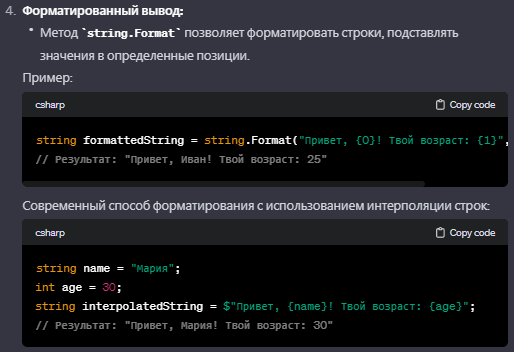 4. Форматированный вывод:
• Метод `string.Format` позволяет форматировать строки, подставлять
значения в определенные позиции.
Пример:
csharp Copy code
string formattedString = string.Format("Привет, {0}! Твой возраст: {1}",
// Результат: "Привет, Иван! Твой возраст: 25"
Современный способ форматирования с использованием интерполяции строк:
csharp Copy code
string name = "Мария";
int age = 30;
string interpolatedString = $"Привет, {name}! Твой возраст: {age}";
// Результат: "Привет, Мария! Твой возраст: 30"